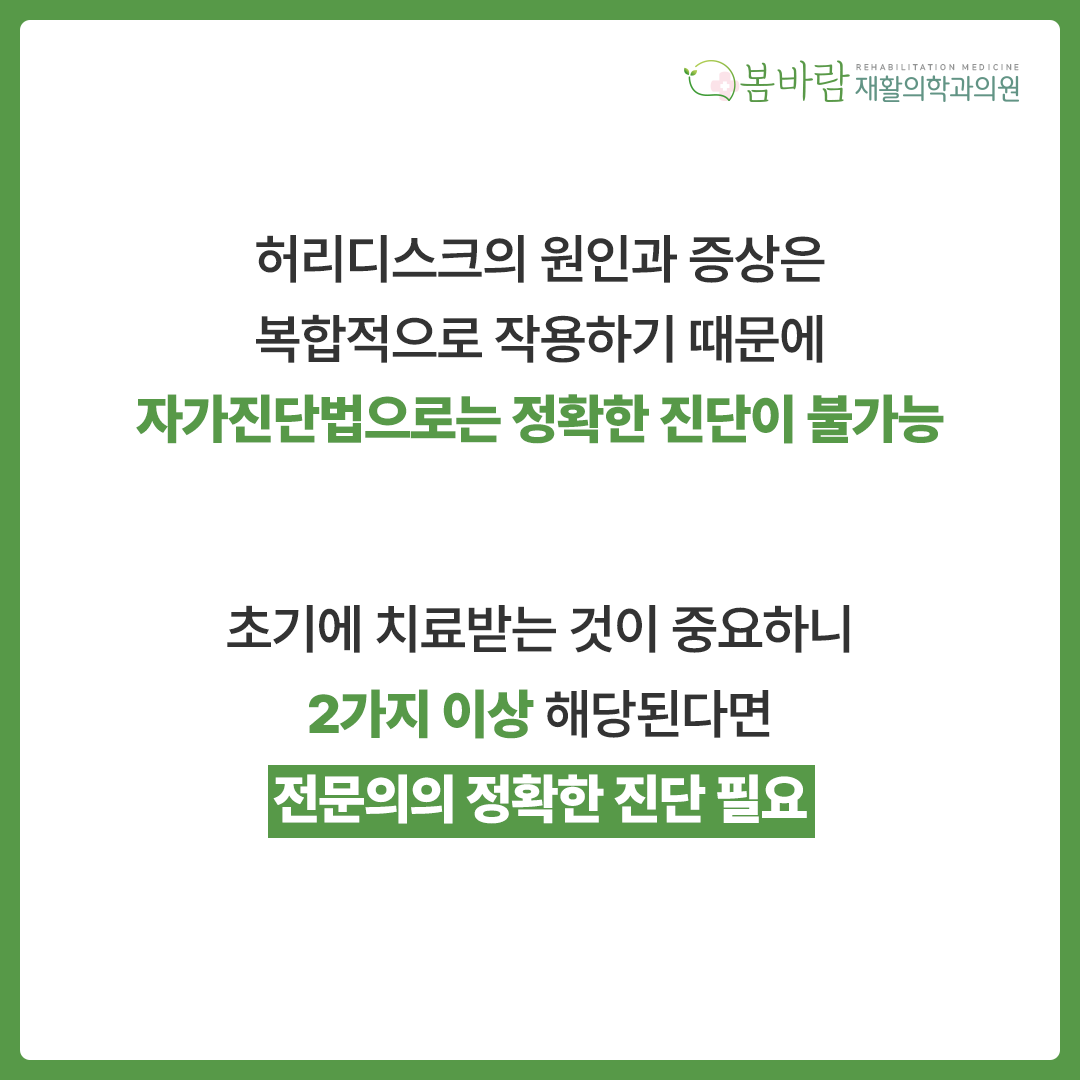 봄바람
REHABILITATION MEDICINE
재활의학과의원
허리디스크의 원인과 증상은
복합적으로 작용하기 때문에
자가진단법으로는 정확한 진단이 불가능
초기에 치료받는 것이 중요하니
2가지 이상 해당된다면
전문의의 정확한 진단 필요